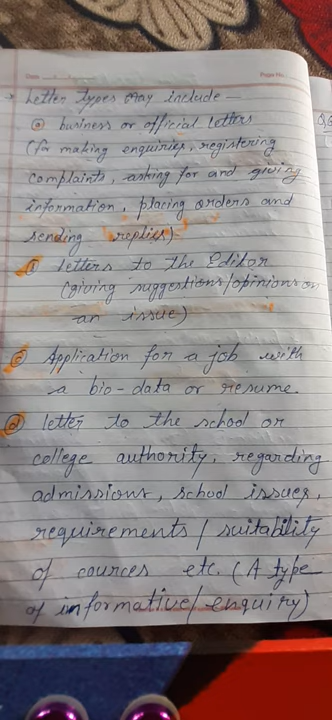 Date
Page No.
→ Letter types may include –
ⓐ business or official letters
(for making enquiries, registering
complaints, asking for and giving
information, placing orders and
sending replies)
letters to the Editor
(giving suggestions/opinions on
an issue)
ⓒ Application for a job with
a bio-data or resume.
ⓓ letter to the school or
college authority, regarding
admissions, school issues,
requirements / suitability
of cources etc. (A type
of informative/enquiry)